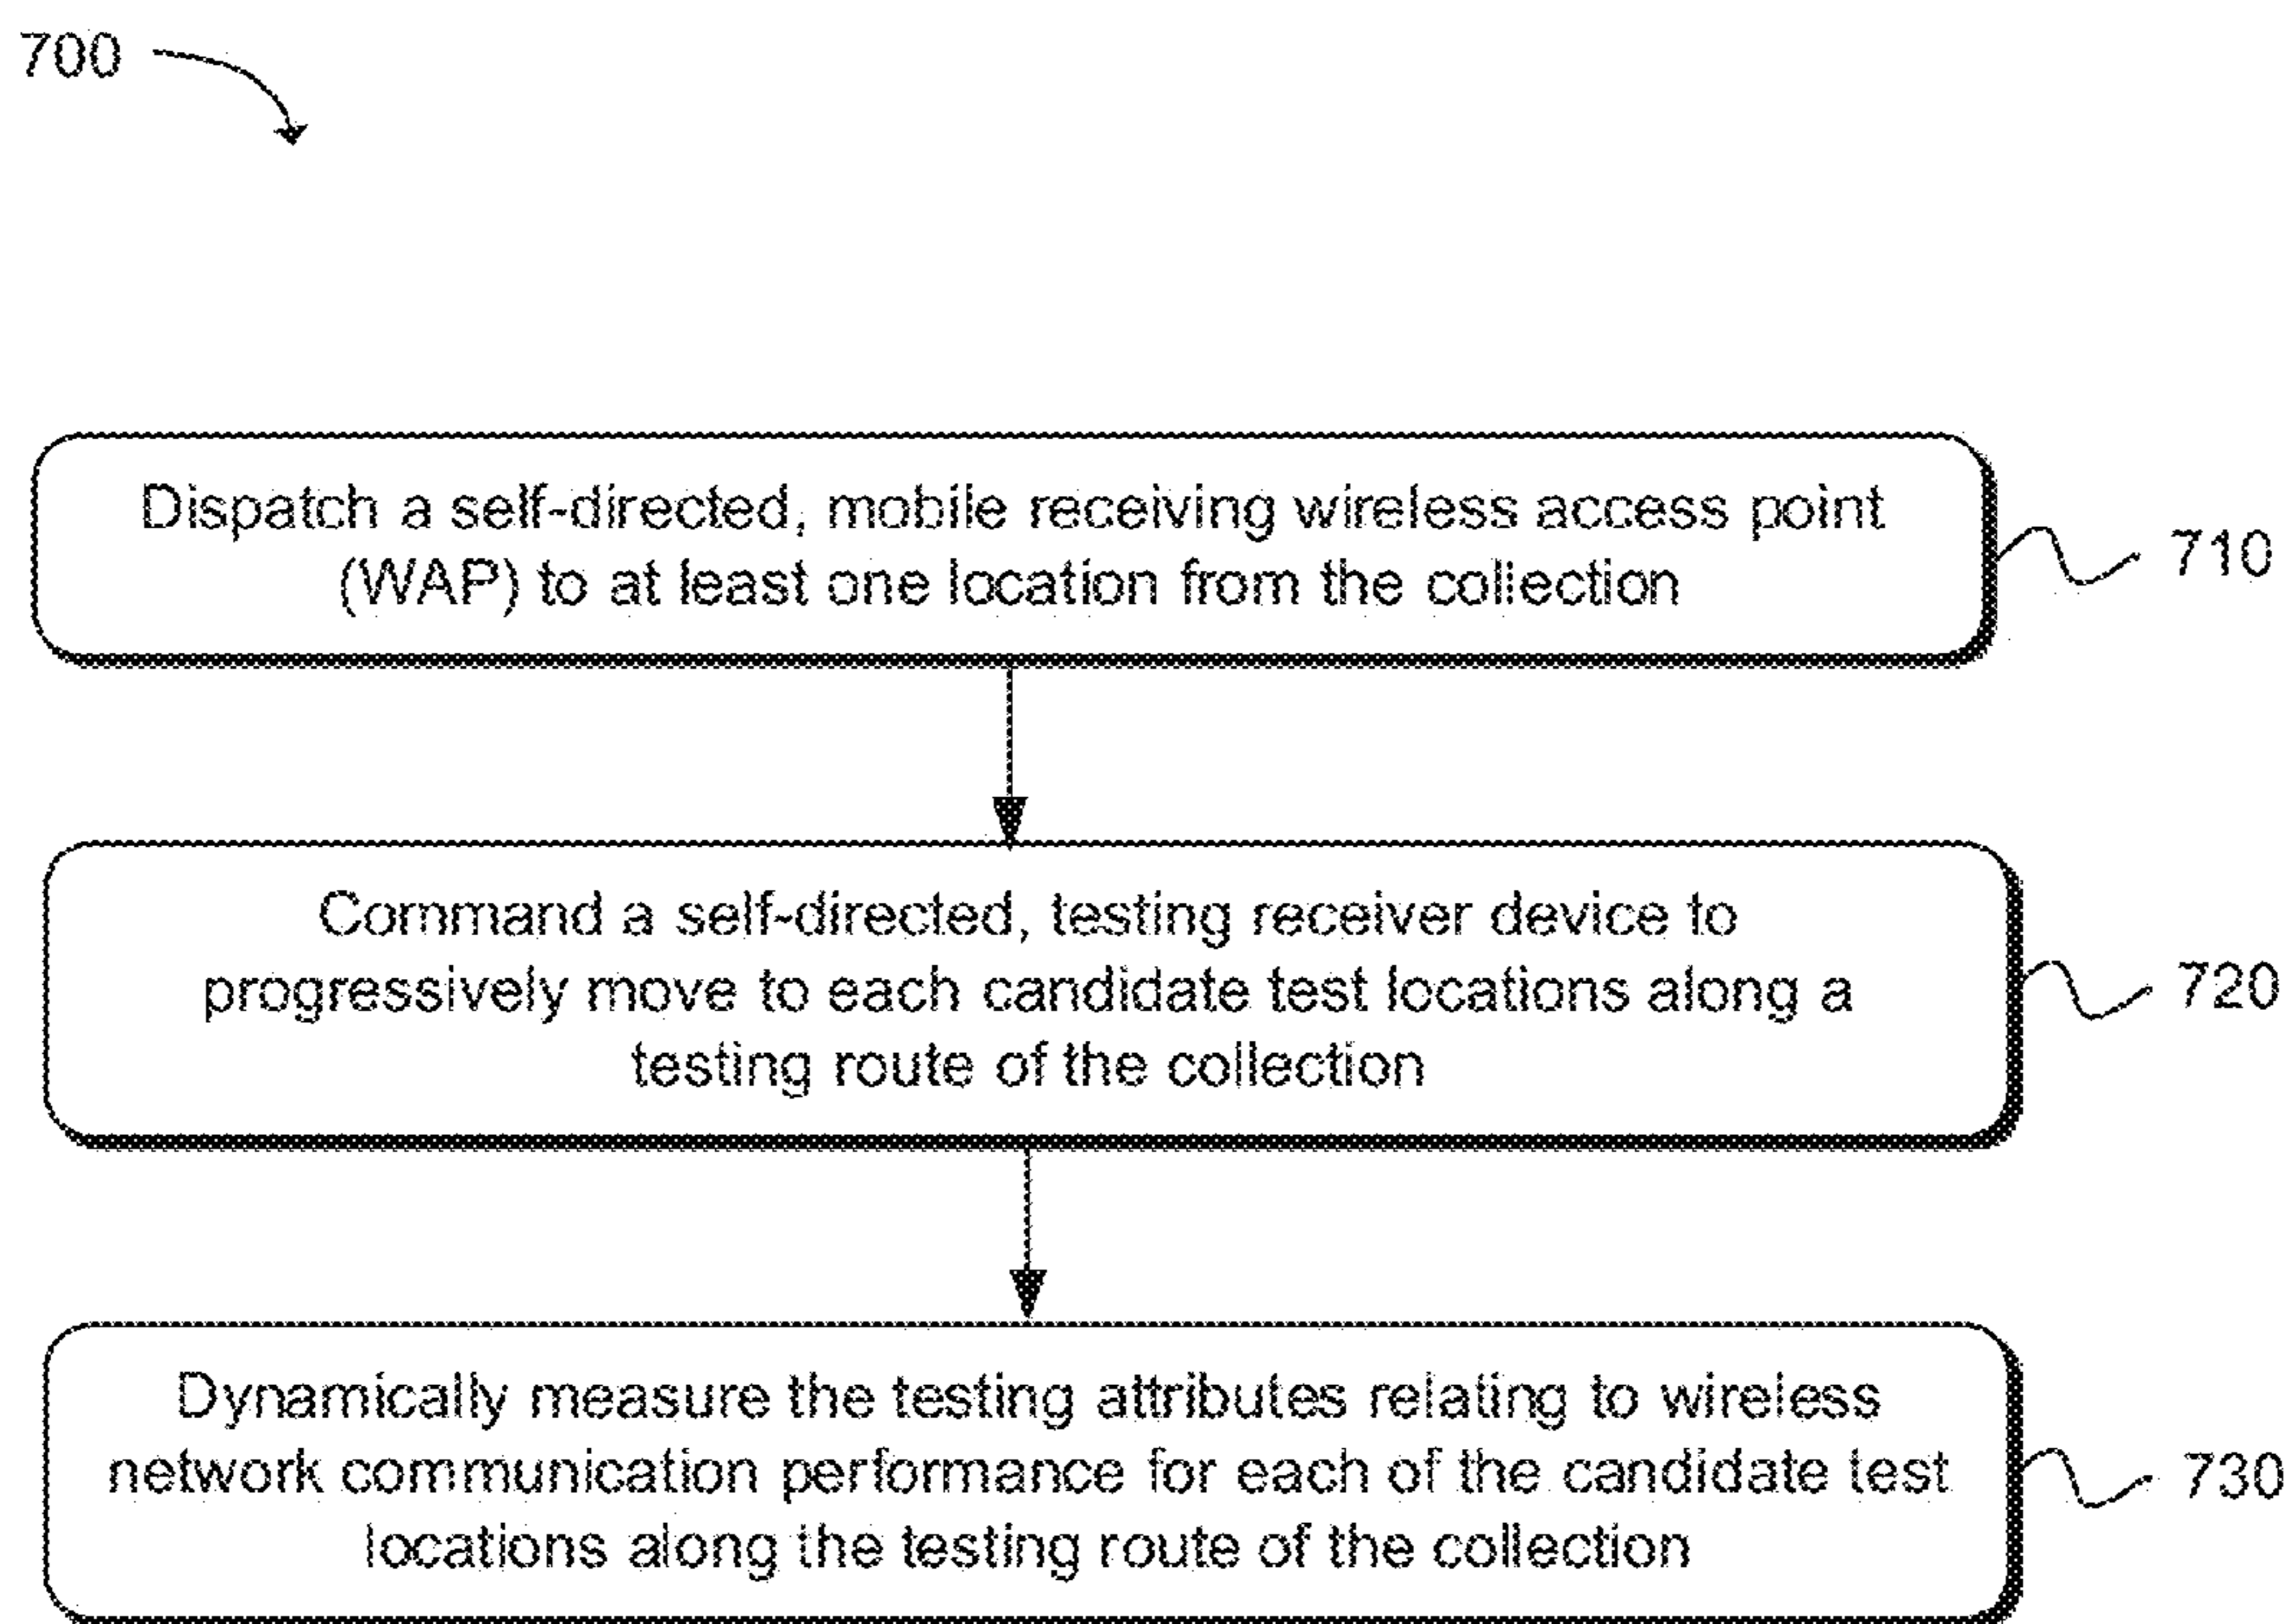 700
Dispatch a self-directed, mobile receiving wireless access point
(WAP) to at least one location from the collection
710
Command a self-directed, testing receiver device to
progressively move to each candidate test locations along a
testing route of the collection
720
Dynamically measure the testing attributes relating to wireless
network communication performance for each of the candidate test
locations along the testing route of the collection
730